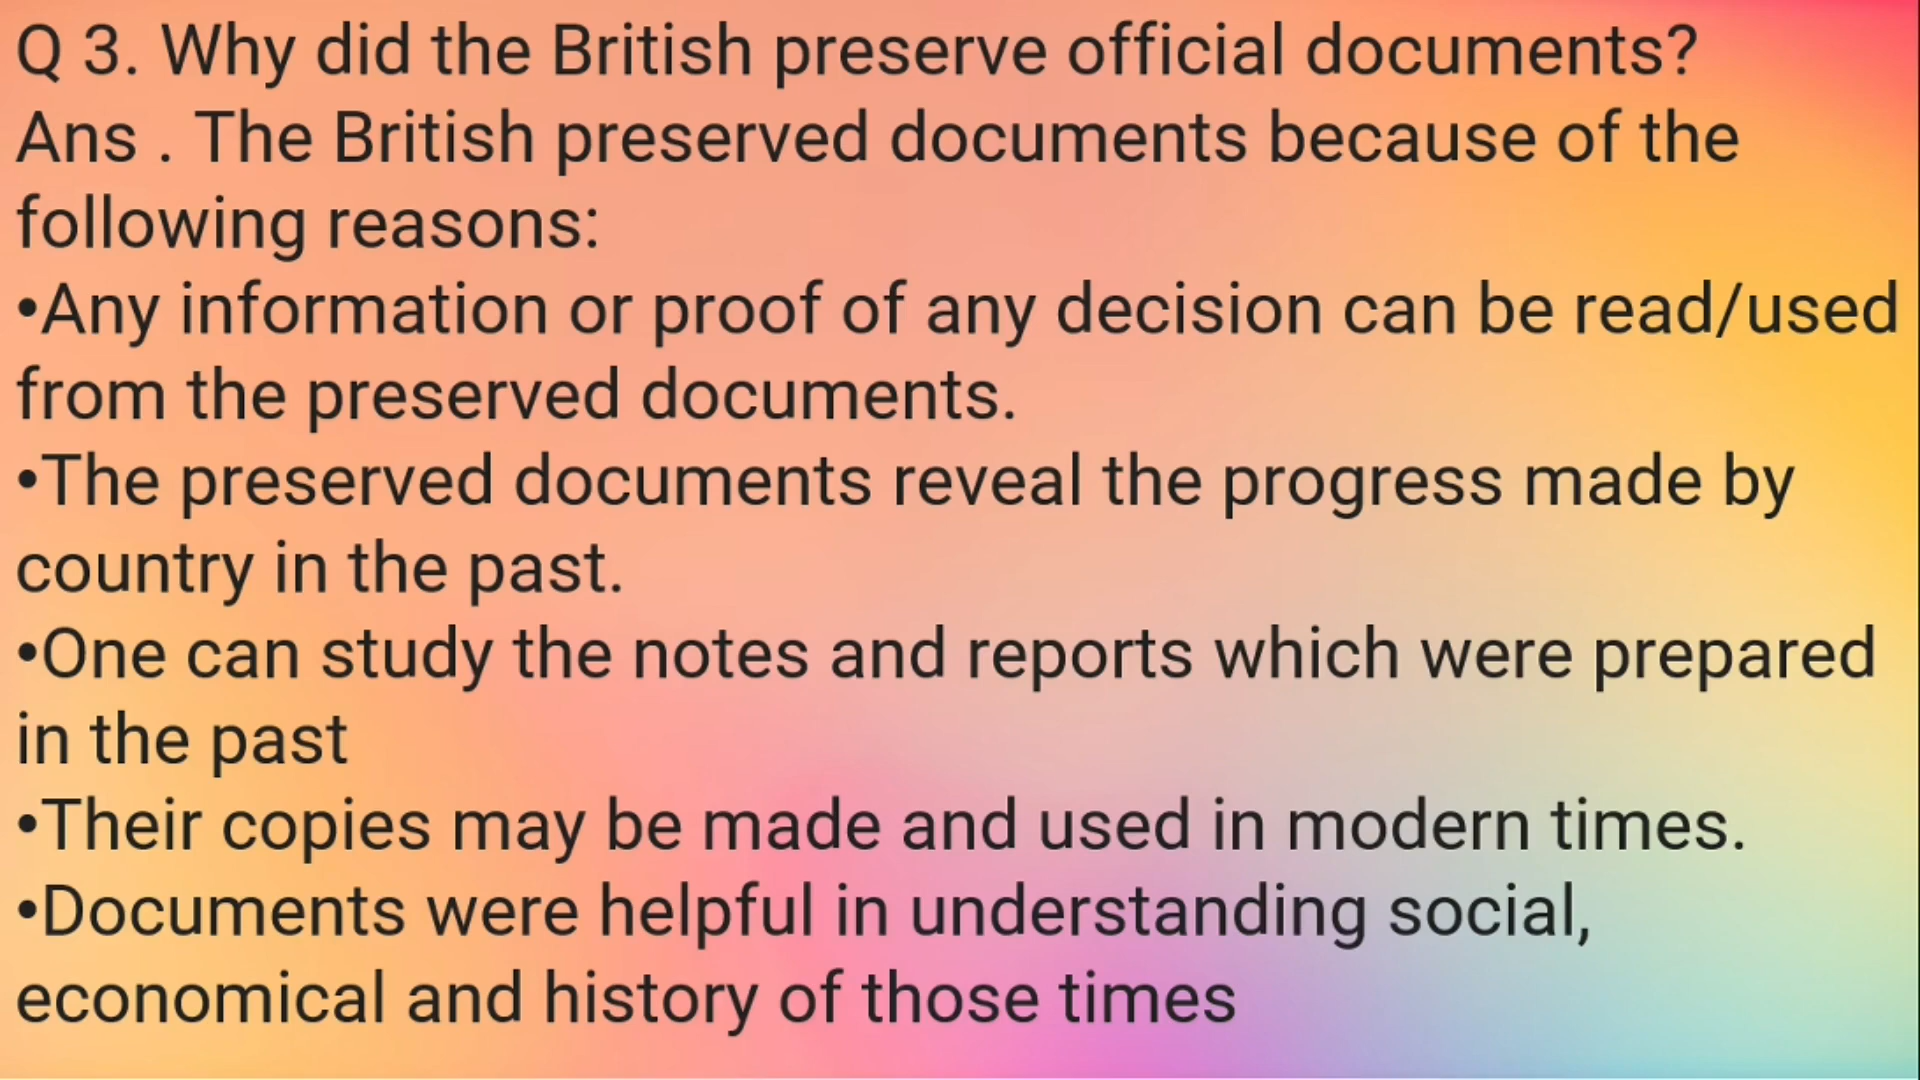 Q 3. Why did the British preserve official documents?
Ans . The British preserved documents because of the
following reasons:
•Any information or proof of any decision can be read/used
from the preserved documents.
•The preserved documents reveal the progress made by
country in the past.
•One can study the notes and reports which were prepared
in the past
•Their copies may be made and used in modern times.
•Documents were helpful in understanding social,
economical and history of those times